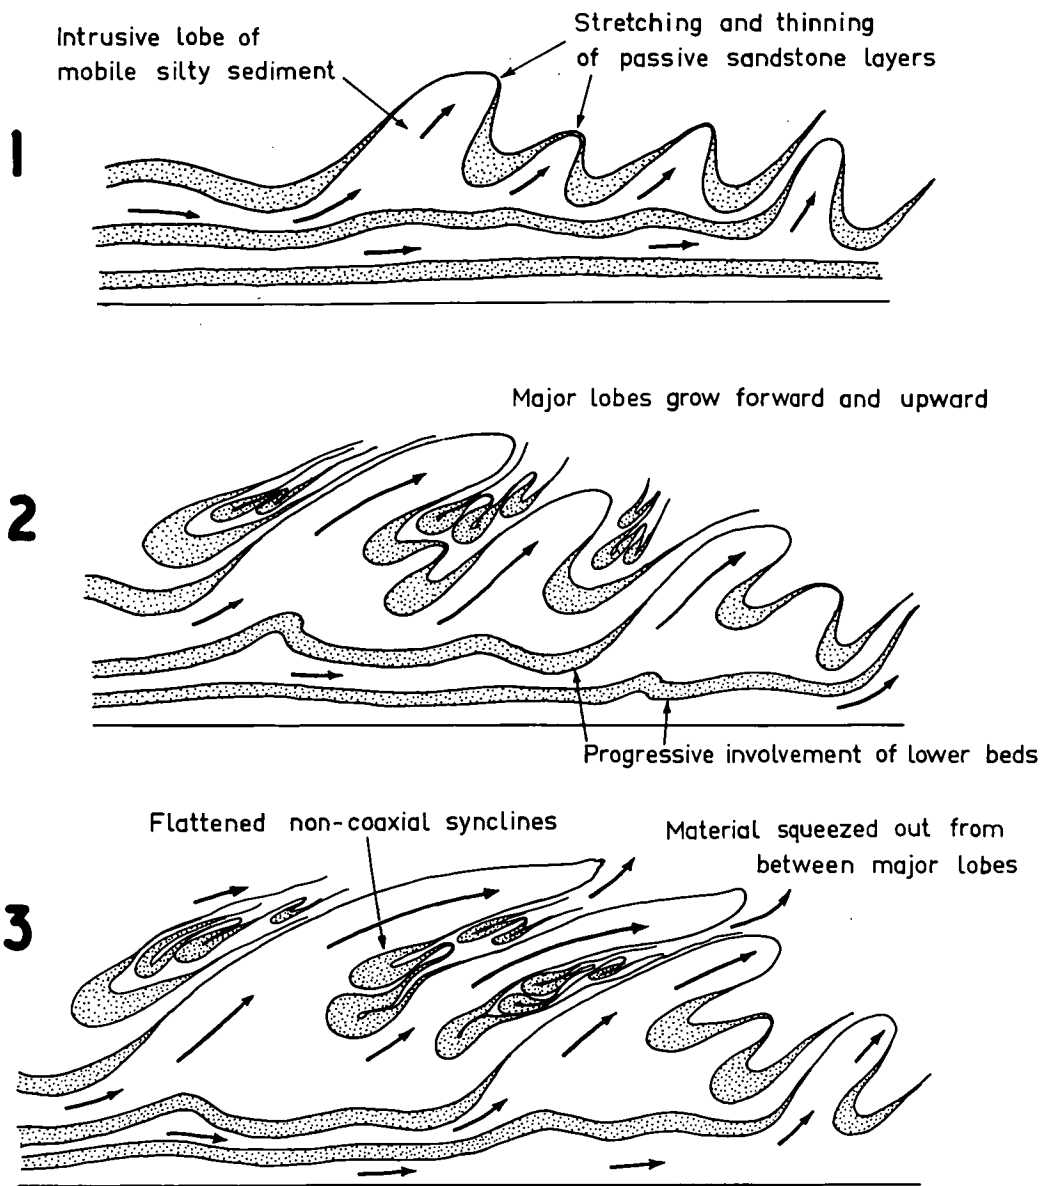 Intrusive lobe of
mobile silty sediment
Stretching and thinning
of passive sandstone layers
1
Major lobes grow forward and upward
2
Progressive involvement of lower beds
Flattened non-coaxial synclines
Material squeezed out from
between major lobes
3